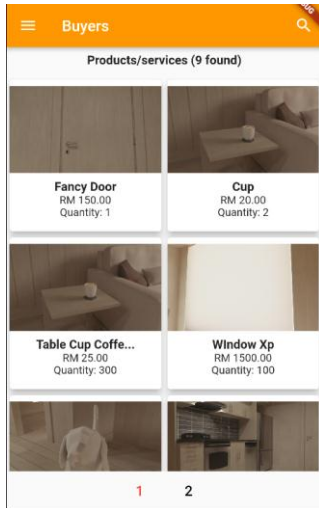 Buyers
Products/services (9 found)
Fancy Door
RM 150.00
Quantity: 1
Cup
RM 20.00
Quantity: 2
Table Cup Coffe...
RM 25.00
Quantity: 300
WIndow Xp
RM 1500.00
Quantity: 100
1 2